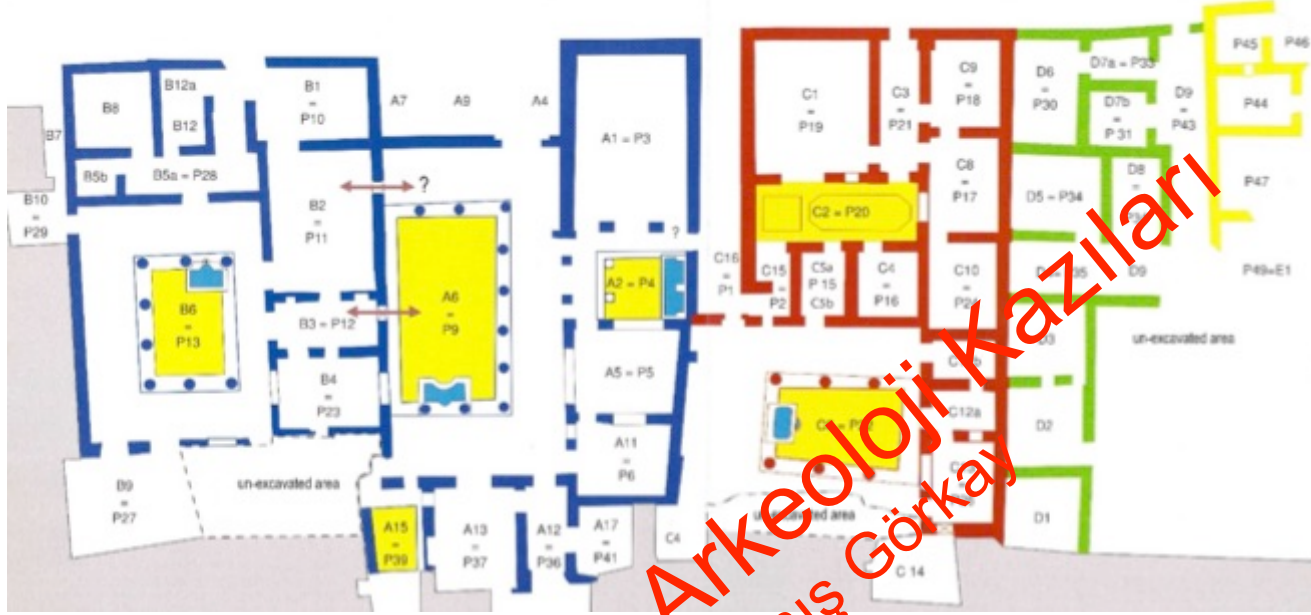 B8
B12a
B12
B1
=
P10
A7
A9
A4
B7
B5b
B5a = P28
B10
=
P29
B2
=
P11
?
A1 = P3
?
B6
=
P13
B3 = P12
A6
=
P9
A2 = P4
B4
=
P23
A5 = P5
A11
=
P6
B9
=
P27
un-excavated area
A15
=
P39
A13
=
P37
A12
=
P36
A17
=
P41
C1
=
P19
C3
=
P21
C9
=
P18
C8
=
P17
C2 = P20
C16
=
P1
C15
=
P2
C5a
P 15
C5b
C4
=
P16
C10
=
P24
C12a
un-excavated area
C4
C 14
D6
=
P30
D7a = P33
D7b
=
P 31
D9
=
P43
D5 = P34
D8
=
D9
D3
D2
D1
un-excavated area
P45
P46
P44
P47
P49=E1
Arkeoloji Kazıları
Görkay